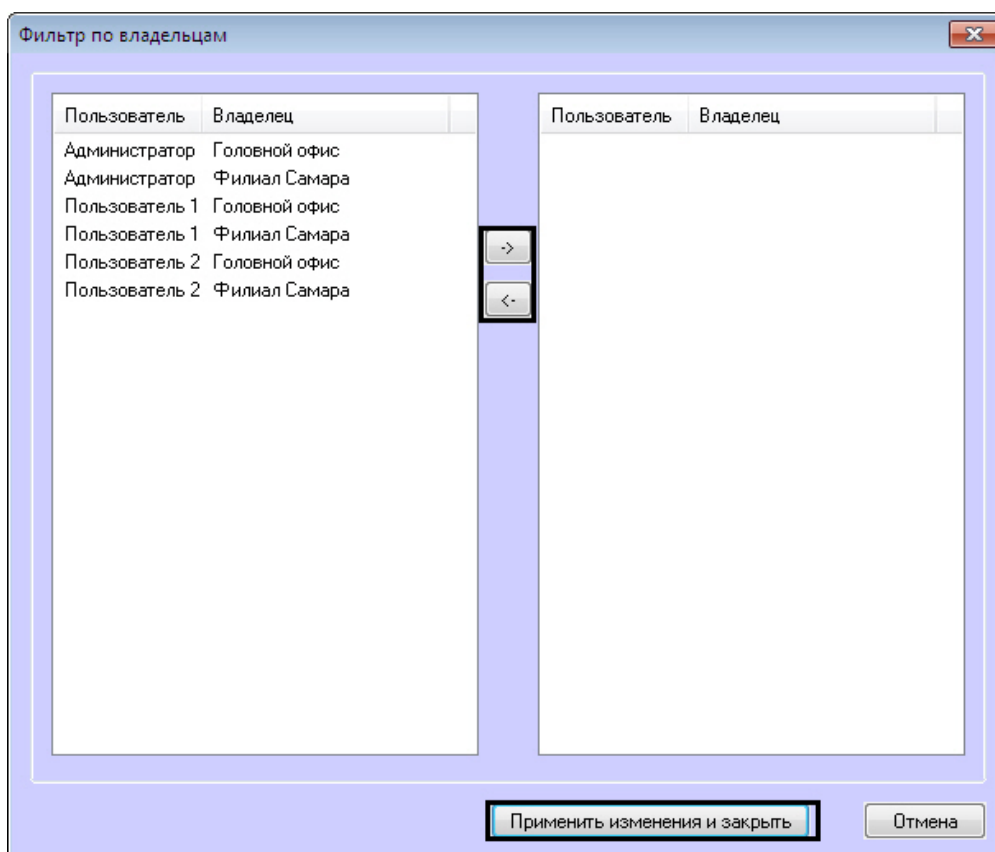 Фильтр по владельцам
Пользователь Владелец
Администратор Головной офис
Администратор Филиал Самара
Пользователь 1 Головной офис
Пользователь 1 Филиал Самара
Пользователь 2 Головной офис
Пользователь 2 Филиал Самара
->
<-
Пользователь Владелец
Применить изменения и закрыть
Отмена